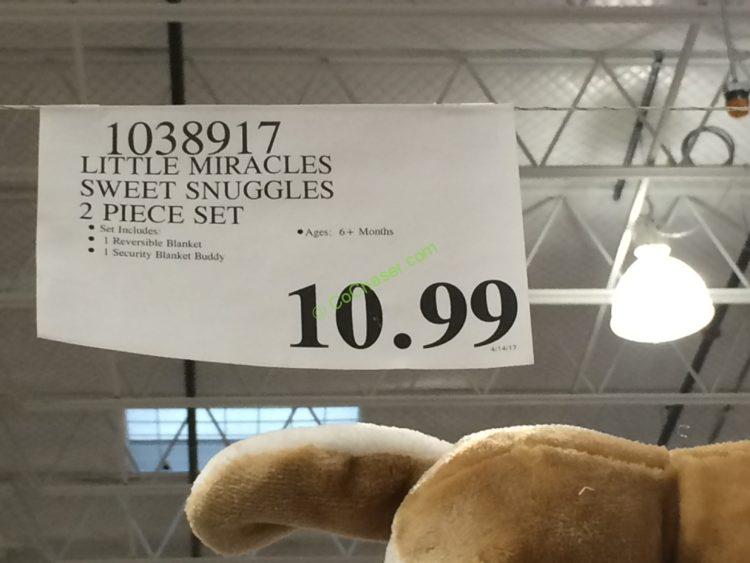 1038917
LITTLE MIRACLES
SWEET SNUGGLES
2 PIECE SET
• Set Includes:
• 1 Reversible Blanket
• 1 Security Blanket Buddy
• Ages: 6+ Months
10.99
4/14/17
© CoChaser.com